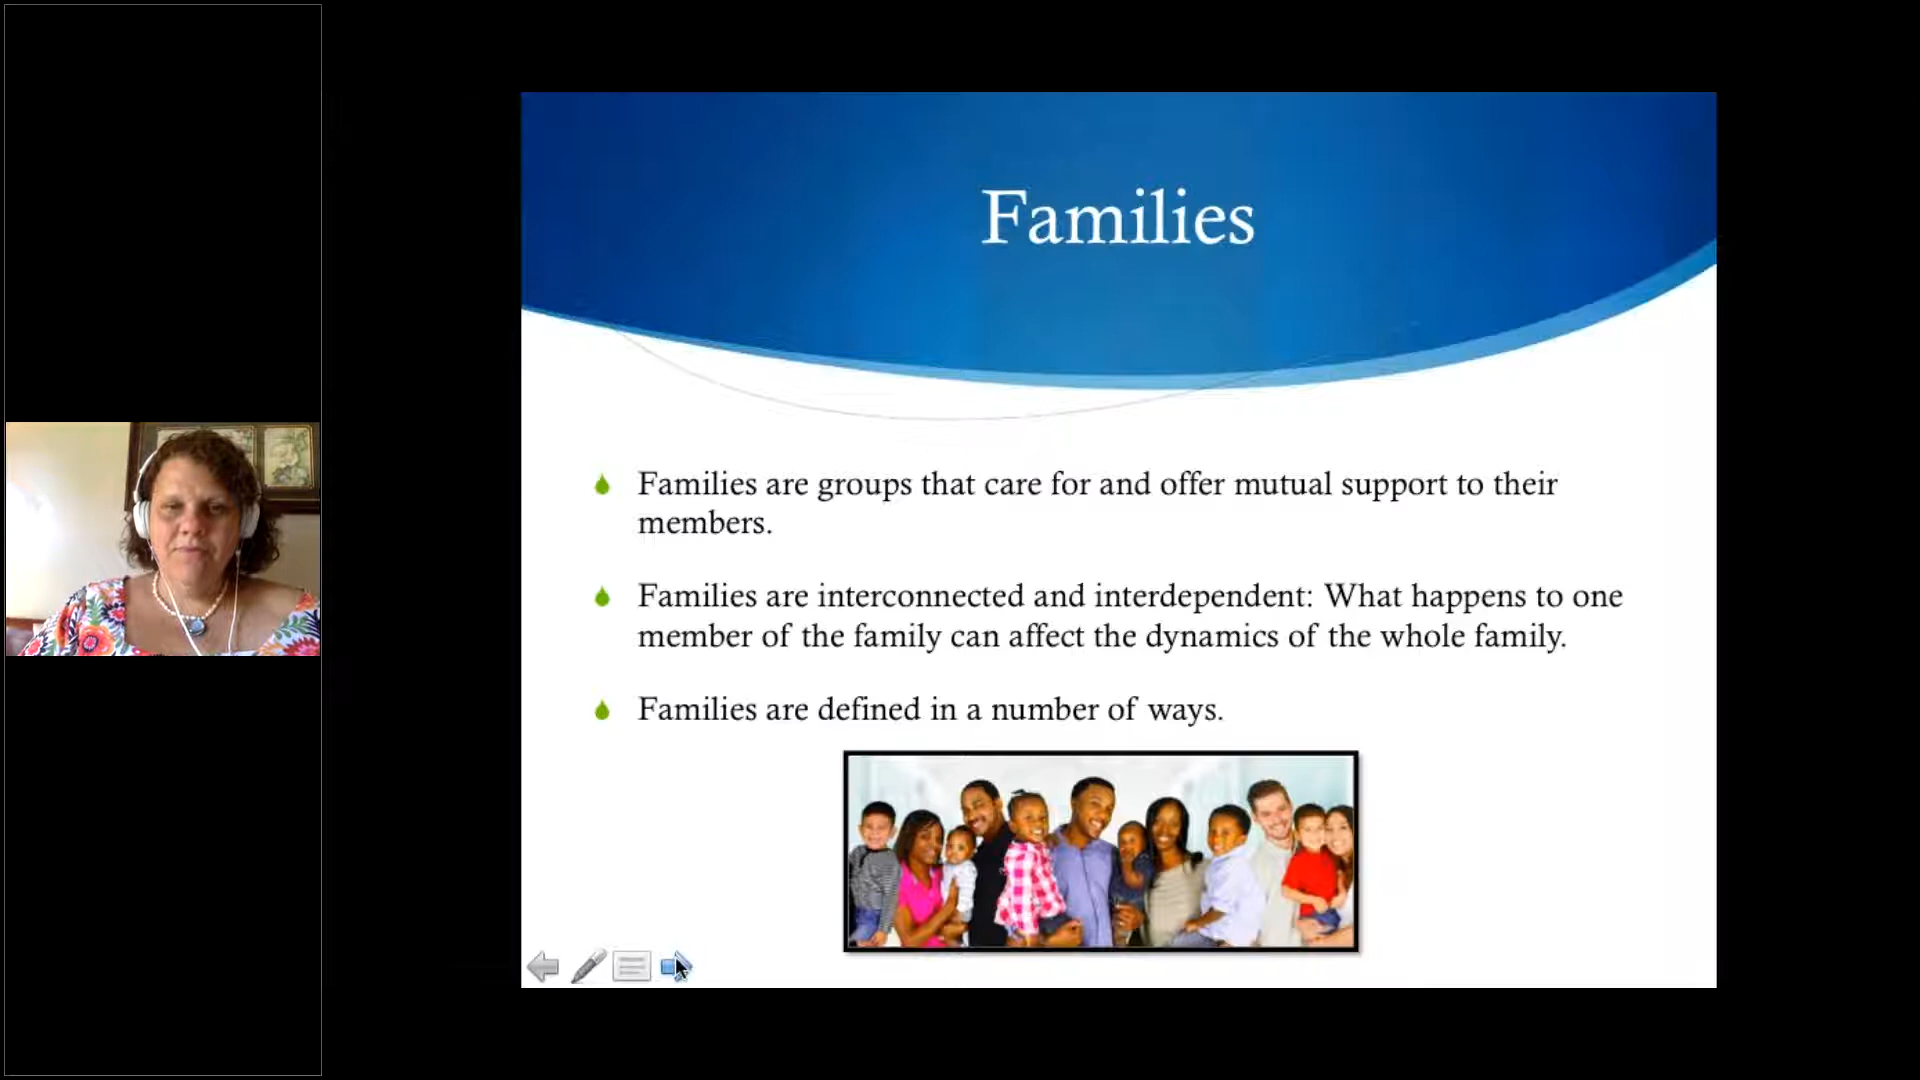 Families
Families are groups that care for and offer mutual support to their
members.
Families are interconnected and interdependent: What happens to one
member of the family can affect the dynamics of the whole family.
Families are defined in a number of ways.